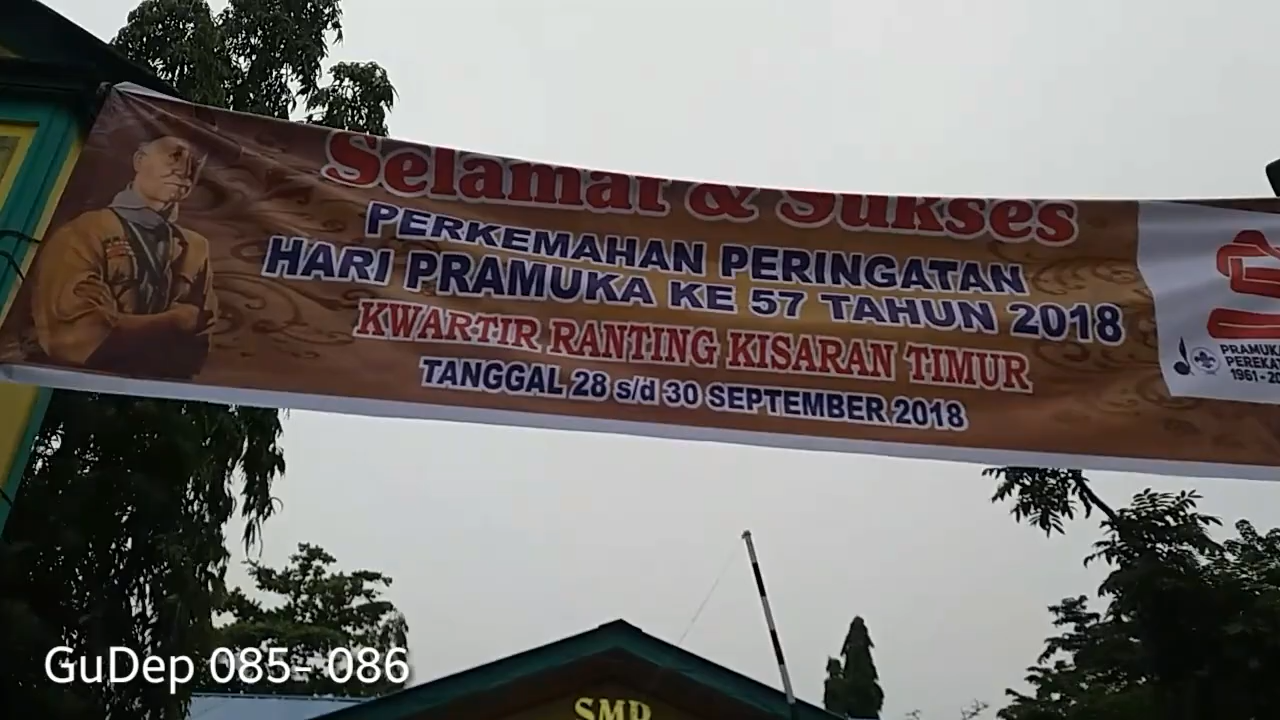 Selamat & Sukses
PERKEMAHAN PERINGATAN
HARI PRAMUKA KE 57 TAHUN 2018
KWARTIR RANTING KISARAN TIMUR
TANGGAL 28 s/d 30 SEPTEMBER 2018
PRAMUKA
GuDep 085- 086
SMP